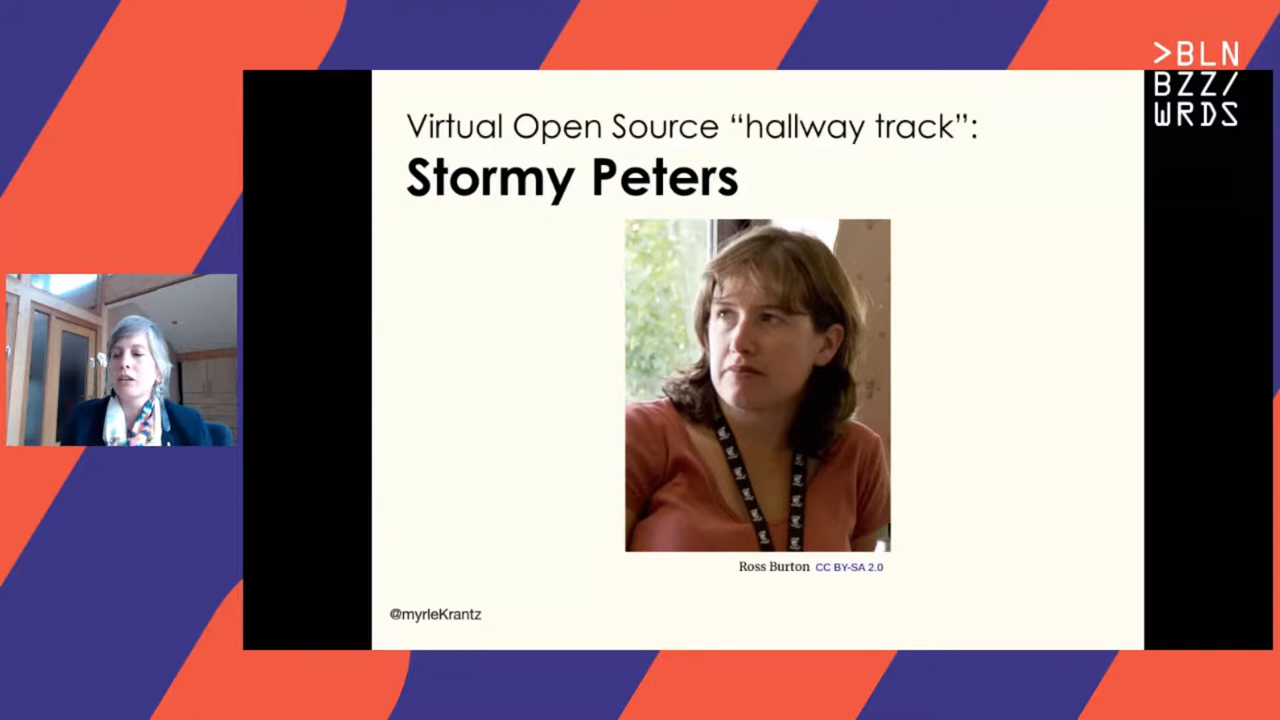 >BLN
BZZ/
WRDS
Virtual Open Source “hallway track”:
Stormy Peters
Ross Burton CC BY-SA 2.0
@myrleKrantz